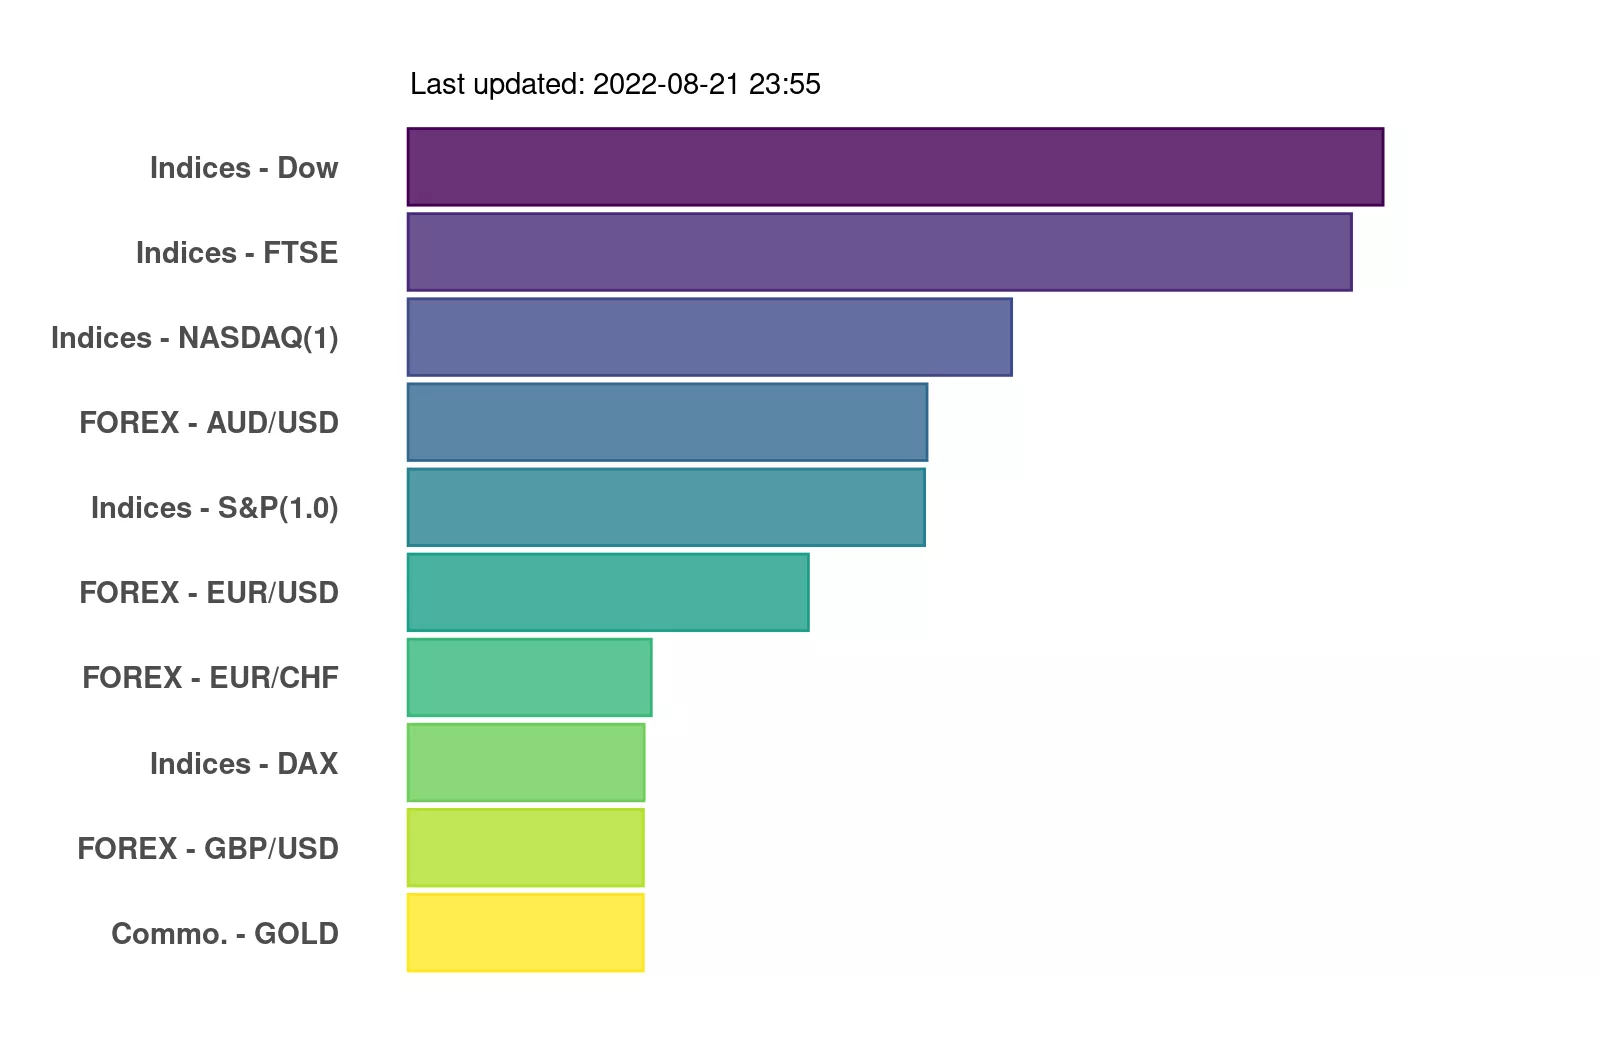 Last updated: 2022-08-21 23:55
Indices - Dow
Indices - FTSE
Indices - NASDAQ(1)
FOREX - AUD/USD
Indices - S&P(1.0)
FOREX - EUR/USD
FOREX - EUR/CHF
Indices - DAX
FOREX - GBP/USD
Commo. - GOLD